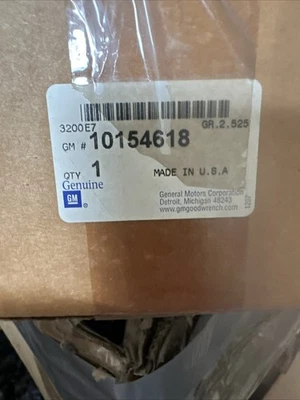 3200E7 GR.2.525
GM # 10154618
QTY 1 MADE IN U.S.A
Genuine
GM ®
General Motors Corporation
Detroit, Michigan 48243
www.gmgoodwrench.com